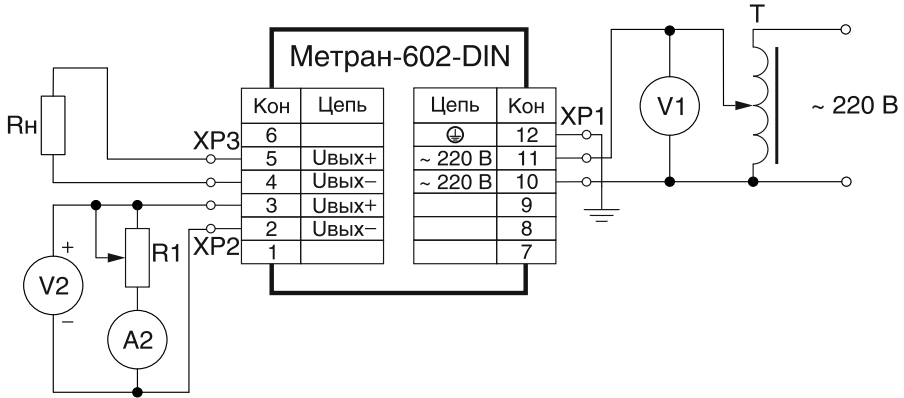 T
Метран-602-DIN
V1
~ 220 В
Rн
XP3
XP1
Кон Цепь
6
5 Uвых+
4 Uвых−
3 Uвых+
2 Uвых−
1
Цепь Кон
12
~ 220 В 11
~ 220 В 10
9
8
7
XP2
R1
+
V2
−
A2